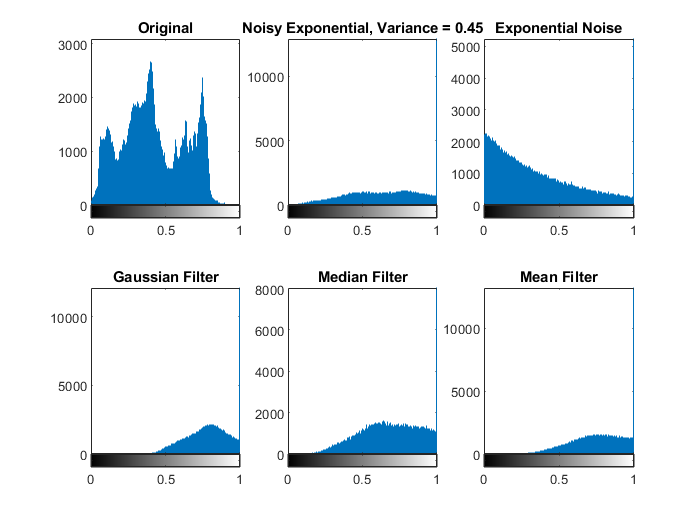 Original
3000
2000
1000
0
0 0.5 1
Noisy Exponential, Variance = 0.45
10000
5000
0
0 0.5 1
Exponential Noise
5000
4000
3000
2000
1000
0
0 0.5 1
Gaussian Filter
10000
5000
0
0 0.5 1
Median Filter
8000
6000
4000
2000
0
0 0.5 1
Mean Filter
10000
5000
0
0 0.5 1